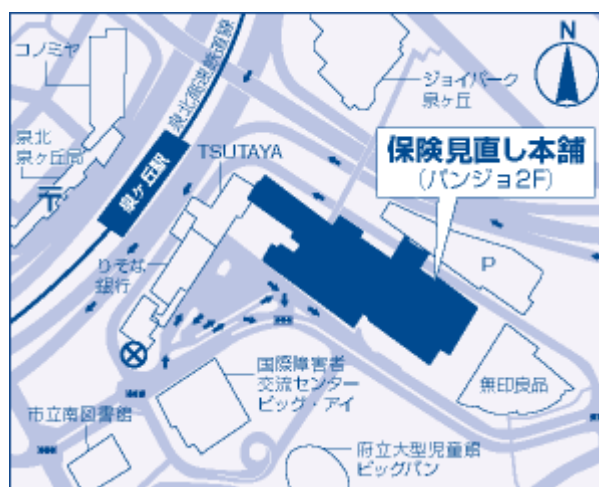 コノミヤ
泉北高速鉄道線
ジョイパーク
泉ヶ丘
N
泉北
泉ヶ丘局
泉ヶ丘駅
TSUTAYA
保険見直し本舗
(パンジョ2F)
りそな
銀行
P
国際障害者
交流センター
ビッグ・アイ
無印良品
市立南図書館
府立大型児童館
ビッグバン